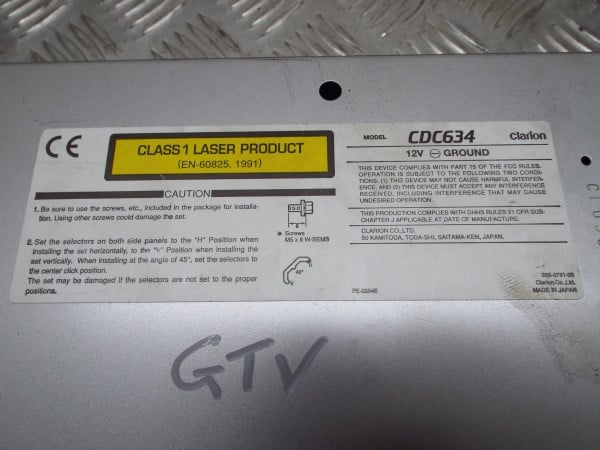 CE
CLASS 1 LASER PRODUCT
(EN-60825, 1991)
CAUTION
1. Be sure to use the screws, etc., included in the package for installa-
tion. Using other screws could damage the set.
2. Set the selectors on both side panels to the "H" Position when
installing the set horizontally, to the "V" Position when installing the
set vertically. When installing at the angle of 45°, set the selectors to
the center click position.
The set may be damaged if the selectors are not set to the proper
positions.
Screws
M5 x 8 W-SEMS
45°
MODEL CDC634 Clarion
12V ⊖ GROUND
THIS DEVICE COMPLIES WITH PART 15 OF THE FCC RULES.
OPERATION IS SUBJECT TO THE FOLLOWING TWO CONDI-
TIONS: (1) THIS DEVICE MAY NOT CAUSE HARMFUL INTERFER-
ENCE, AND (2) THIS DEVICE MUST ACCEPT ANY INTERFERENCE
RECEIVED, INCLUDING INTERFERENCE THAT MAY CAUSE
UNDESIRED OPERATION.
THIS PRODUCTION COMPLIES WITH DHHS RULES 21 CFR SUB-
CHAPTER J APPLICABLE AT DATE OF MANUFACTURE.
CLARION CO.,LTD.
50 KAMITODA, TODA-SHI, SAITAMA-KEN, JAPAN.
PE-2254E
Clarion Co.,Ltd.
MADE IN JAPAN
GTV